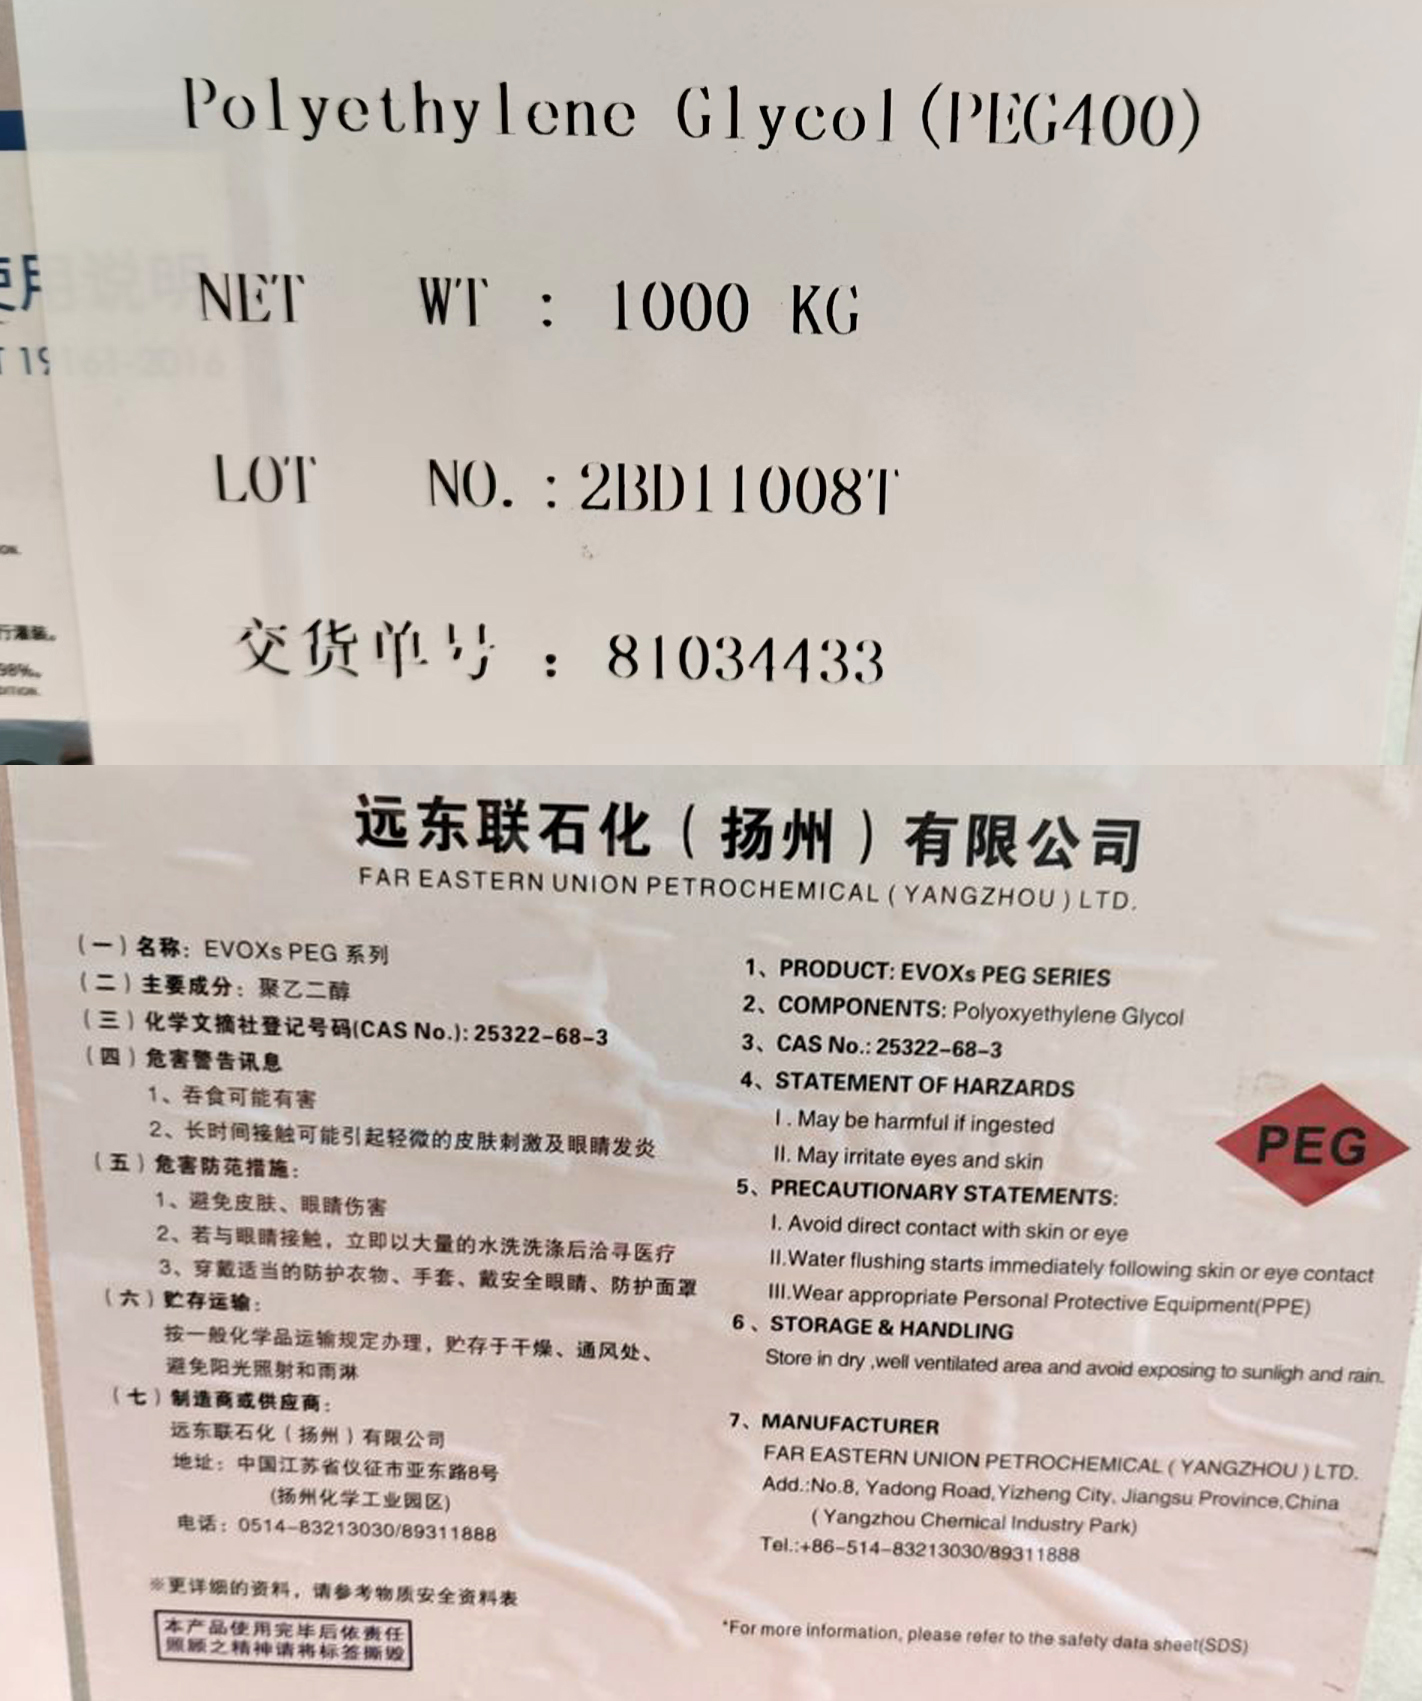 Polyethylene Glycol(PEG400)
NET WT : 1000 KG
LOT NO.:2BD11008T
交货单号 : 81034433
使用说明
T 19161-2016
ON.
行灌装。
98%。
DITION.
远东联石化（扬州）有限公司
FAR EASTERN UNION PETROCHEMICAL ( YANGZHOU ) LTD.
（一）名称：EVOXs PEG 系列
（二）主要成分：聚乙二醇
（三）化学文摘社登记号码(CAS No.): 25322-68-3
（四）危害警告讯息
1、吞食可能有害
2、长时间接触可能引起轻微的皮肤刺激及眼睛发炎
（五）危害防范措施：
1、避免皮肤、眼睛伤害
2、若与眼睛接触，立即以大量的水洗洗涤后洽寻医疗
3、穿戴适当的防护衣物、手套、戴安全眼睛、防护面罩
（六）贮存运输：
按一般化学品运输规定办理，贮存于干燥、通风处、
避免阳光照射和雨淋
（七）制造商或供应商：
远东联石化（扬州）有限公司
地址：中国江苏省仪征市亚东路8号
(扬州化学工业园区)
电话：0514-83213030/89311888
※更详细的资料，请参考物质安全资料表
本产品使用完毕后依责任
照顾之精神请将标签撕毁
1、PRODUCT: EVOXs PEG SERIES
2、COMPONENTS: Polyoxyethylene Glycol
3、CAS No.: 25322-68-3
4、STATEMENT OF HARZARDS
I . May be harmful if ingested
II. May irritate eyes and skin
5、PRECAUTIONARY STATEMENTS:
I. Avoid direct contact with skin or eye
II.Water flushing starts immediately following skin or eye contact
III.Wear appropriate Personal Protective Equipment(PPE)
6、STORAGE & HANDLING
Store in dry ,well ventilated area and avoid exposing to sunligh and rain.
7、MANUFACTURER
FAR EASTERN UNION PETROCHEMICAL ( YANGZHOU ) LTD.
Add.:No.8, Yadong Road,Yizheng City, Jiangsu Province,China
( Yangzhou Chemical Industry Park)
Tel.:+86-514-83213030/89311888
*For more information, please refer to the safety data sheet(SDS)
PEG